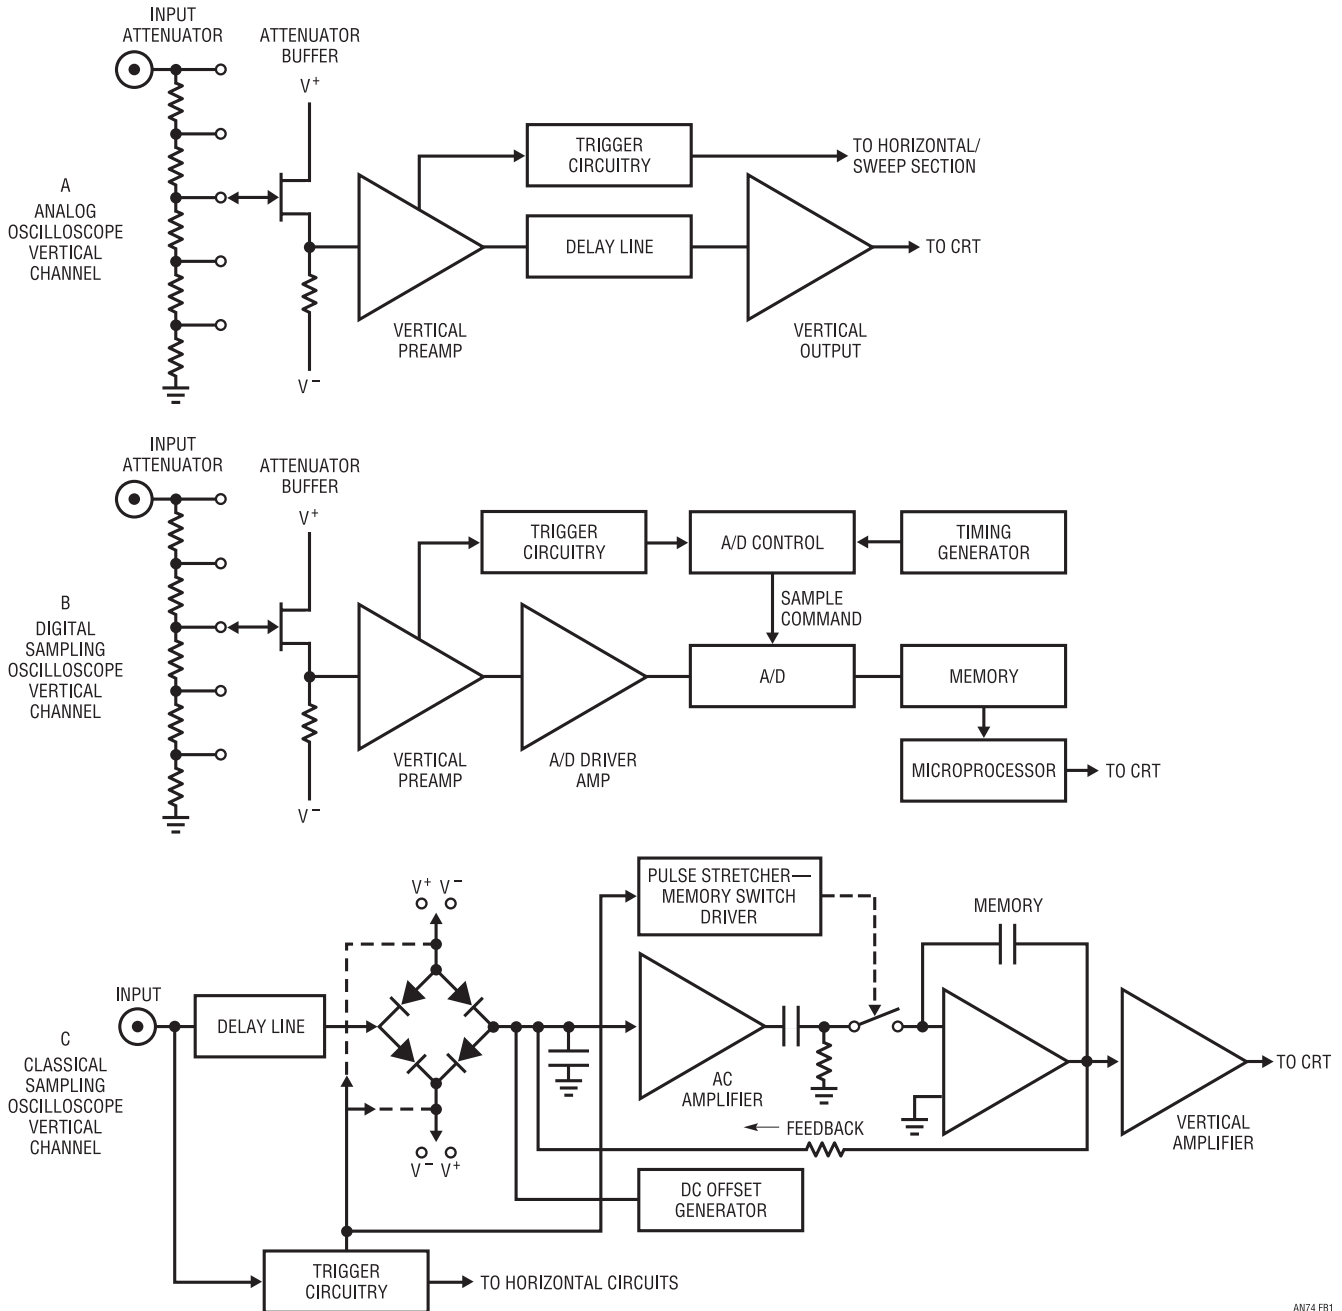 INPUT
ATTENUATOR
ATTENUATOR
BUFFER
V+
A
ANALOG
OSCILLOSCOPE
VERTICAL
CHANNEL
TRIGGER
CIRCUITRY
TO HORIZONTAL/
SWEEP SECTION
DELAY LINE
TO CRT
VERTICAL
PREAMP
VERTICAL
OUTPUT
V–
INPUT
ATTENUATOR
ATTENUATOR
BUFFER
V+
B
DIGITAL
SAMPLING
OSCILLOSCOPE
VERTICAL
CHANNEL
TRIGGER
CIRCUITRY
A/D CONTROL
TIMING
GENERATOR
SAMPLE
COMMAND
A/D
MEMORY
VERTICAL
PREAMP
A/D DRIVER
AMP
MICROPROCESSOR
TO CRT
V–
C
CLASSICAL
SAMPLING
OSCILLOSCOPE
VERTICAL
CHANNEL
INPUT
DELAY LINE
V+ V–
V– V+
PULSE STRETCHER—
MEMORY SWITCH
DRIVER
MEMORY
AC
AMPLIFIER
FEEDBACK
VERTICAL
AMPLIFIER
TO CRT
DC OFFSET
GENERATOR
TRIGGER
CIRCUITRY
TO HORIZONTAL CIRCUITS
AN74 FB1